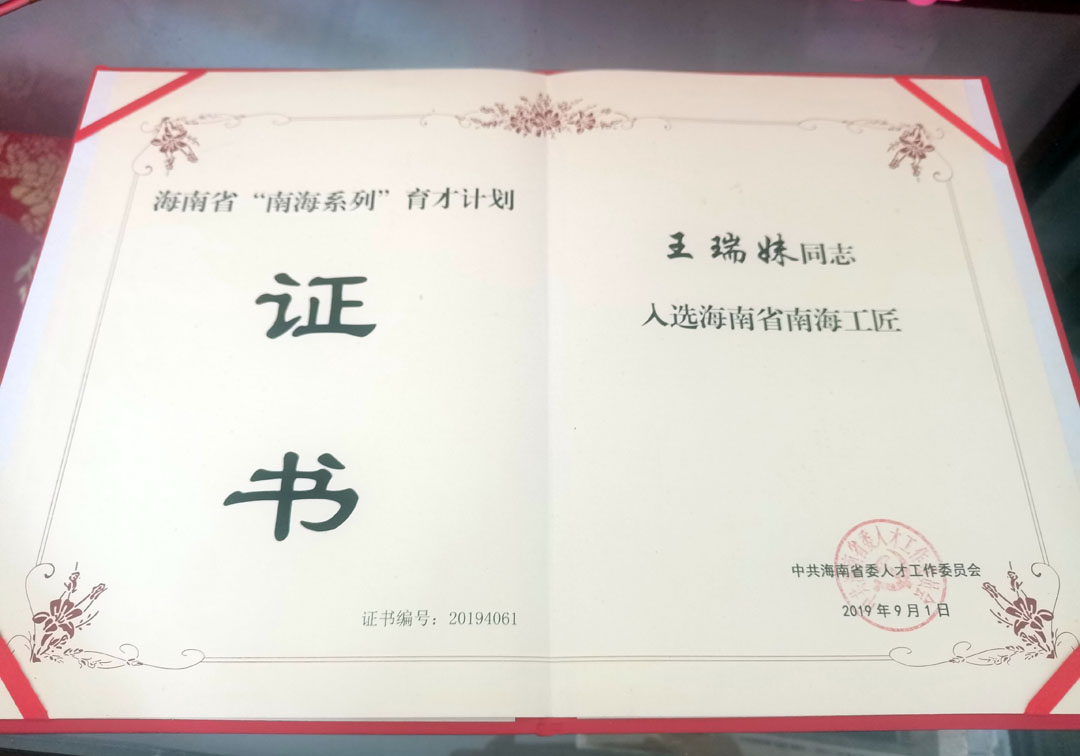 海南省“南海系列”育才计划
证
书
证书编号：20194061
王瑞妹同志
入选海南省南海工匠
中共海南省委人才工作委员会
2019年9月1日